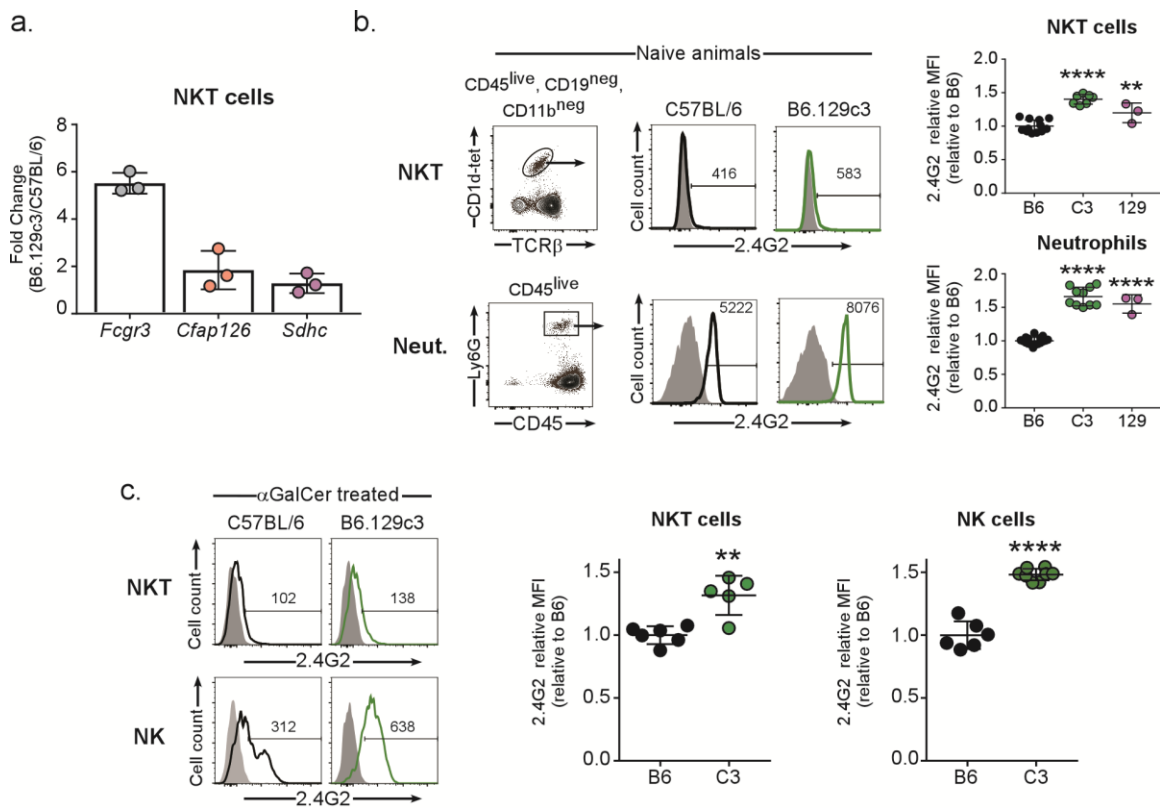 a.
NKT cells
Fold Change
(B6.129c3/C57BL/6)
8
6
4
2
0
Fcgr3
Cfap126
Sdhc
b.
Naive animals
CD45live, CD19neg,
CD11bneg
C57BL/6
B6.129c3
NKT
CD1d-tet
TCRβ
Cell count
416
583
2.4G2
CD45live
Neut.
Ly6G
CD45
Cell count
5222
8076
2.4G2
NKT cells
2.4G2 relative MFI
(relative to B6)
2.0
1.5
1.0
0.5
0.0
****
**
B6
C3
129
Neutrophils
2.4G2 relative MFI
(relative to B6)
2.0
1.5
1.0
0.5
0.0
****
****
B6
C3
129
c.
αGalCer treated
C57BL/6
B6.129c3
NKT
Cell count
102
138
2.4G2
NK
Cell count
312
638
2.4G2
NKT cells
2.4G2 relative MFI
(relative to B6)
1.5
1.0
0.5
0.0
**
B6
C3
NK cells
2.4G2 relative MFI
(relative to B6)
1.5
1.0
0.5
0.0
****
B6
C3